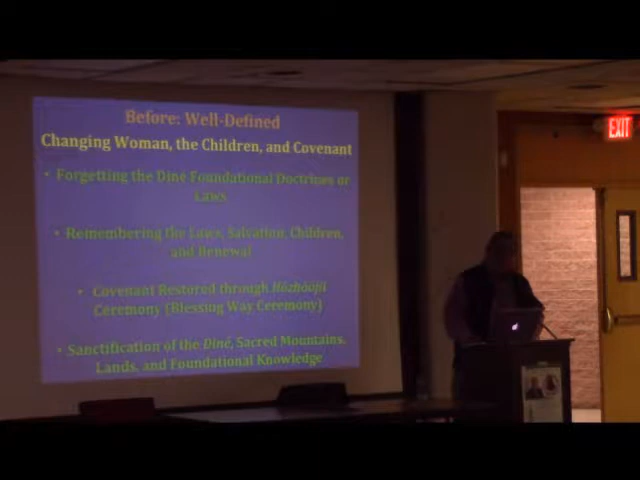 Before: Well-Defined
Changing Woman, the Children, and Covenant
• Forgetting the Diné Foundational Doctrines or
Laws
• Remembering the Laws, Salvation, Children,
and Renewal
• Covenant Restored through Hózhǫ́ǫjí
Ceremony (Blessing Way Ceremony)
• Sanctification of the Diné, Sacred Mountains,
Lands, and Foundational Knowledge
EXIT